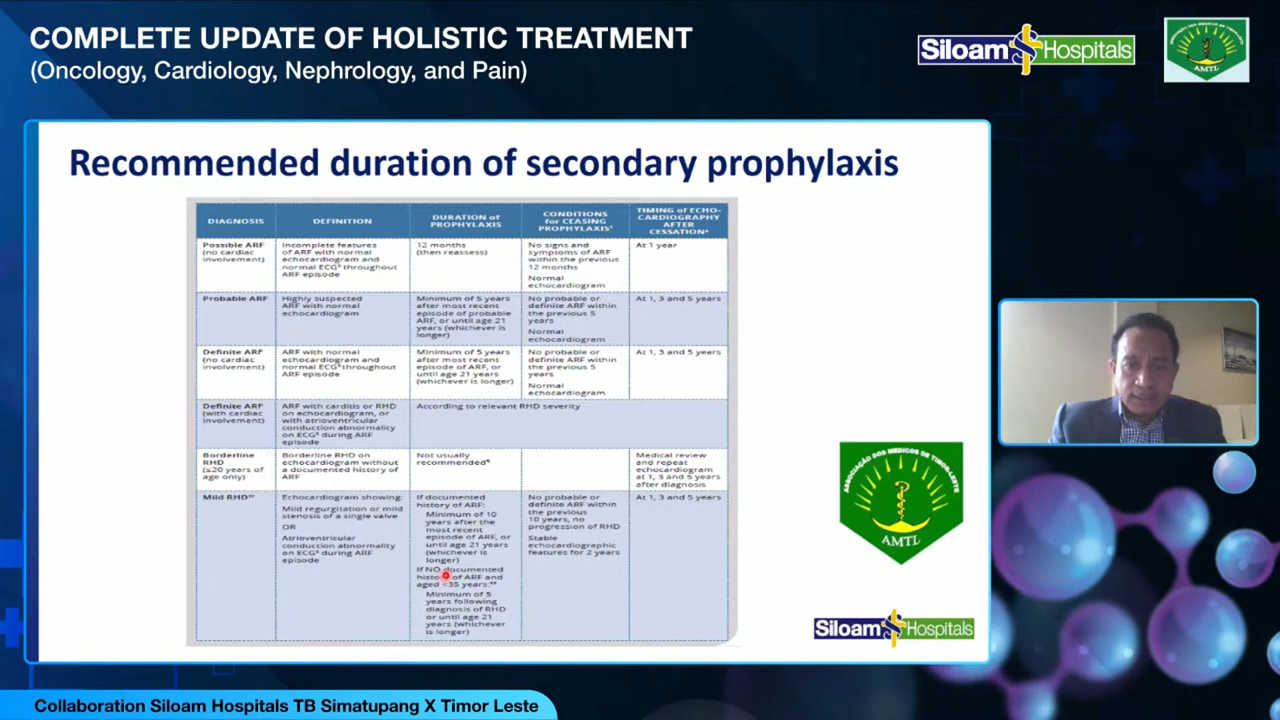 COMPLETE UPDATE OF HOLISTIC TREATMENT
(Oncology, Cardiology, Nephrology, and Pain)
Siloam Hospitals
ASSOCIAÇÃO DOS MEDICOS DE TIMOR-LESTE
AMTL
Recommended duration of secondary prophylaxis
DIAGNOSIS
DEFINITION
DURATION of
PROPHYLAXIS
CONDITIONS
for CEASING
PROPHYLAXIS†
TIMING of ECHO-
CARDIOGRAPHY
AFTER
CESSATION*
Possible ARF
(no cardiac
involvement)
Incomplete features
of ARF with normal
echocardiogram and
normal ECG§ throughout
ARF episode
12 months
(then reassess)
No signs and
symptoms of ARF
within the previous
12 months
Normal
echocardiogram
At 1 year
Probable ARF
Highly suspected
ARF with normal
echocardiogram
Minimum of 5 years
after most recent
episode of probable
ARF, or until age 21
years (whichever is
longer)
No probable or
definite ARF within
the previous 5
years
Normal
echocardiogram
At 1, 3 and 5 years
Definite ARF
(no cardiac
involvement)
ARF with normal
echocardiogram and
normal ECG§ throughout
ARF episode
Minimum of 5 years
after most recent
episode of ARF, or
until age 21 years
(whichever is longer)
No probable or
definite ARF within
the previous 5
years
Normal
echocardiogram
At 1, 3 and 5 years
Definite ARF
(with cardiac
involvement)
ARF with carditis or RHD
on echocardiogram, or
with atrioventricular
conduction abnormality
on ECG§ during ARF
episode
According to relevant RHD severity
Borderline
RHD
(≤20 years of
age only)
Borderline RHD on
echocardiogram without
a documented history of
ARF
Not usually
recommended¶
Medical review
and repeat
echocardiogram
at 1, 3 and 5 years
after diagnosis
Mild RHD**
Echocardiogram showing:
Mild regurgitation or mild
stenosis of a single valve
OR
Atrioventricular
conduction abnormality
on ECG§ during ARF
episode
If documented
history of ARF:
Minimum of 10
years after the
most recent
episode of ARF, or
until age 21 years
(whichever is
longer)
If NO documented
history of ARF and
aged <35 years:††
Minimum of 5
years following
diagnosis of RHD
or until age 21
years (whichever
is longer)
No probable or
definite ARF within
the previous
10 years, no
progression of RHD
Stable
echocardiographic
features for 2 years
At 1, 3 and 5 years
ASSOCIAÇÃO DOS MEDICOS DE TIMOR-LESTE
AMTL
Siloam Hospitals
Collaboration Siloam Hospitals TB Simatupang X Timor Leste